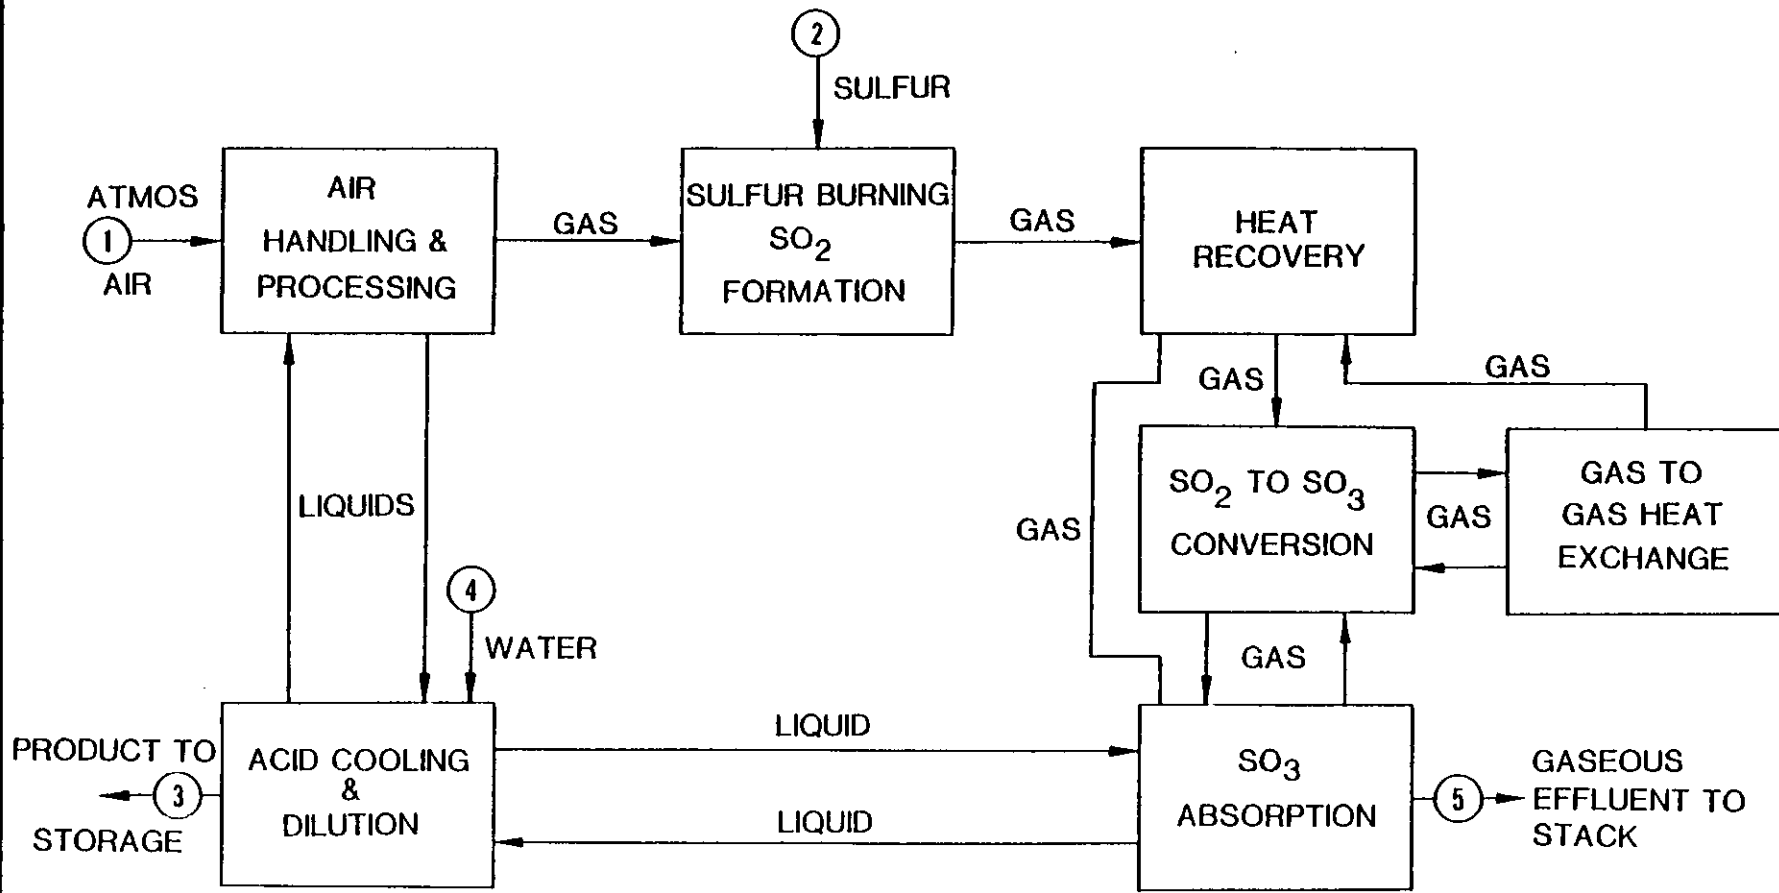 2
SULFUR
ATMOS
1
AIR
AIR
HANDLING &
PROCESSING
GAS
SULFUR BURNING
SO2
FORMATION
GAS
HEAT
RECOVERY
GAS
GAS
LIQUIDS
GAS
SO2 TO SO3
CONVERSION
GAS
GAS TO
GAS HEAT
EXCHANGE
4
WATER
GAS
PRODUCT TO
3
STORAGE
ACID COOLING
&
DILUTION
LIQUID
LIQUID
SO3
ABSORPTION
5
GASEOUS
EFFLUENT TO
STACK